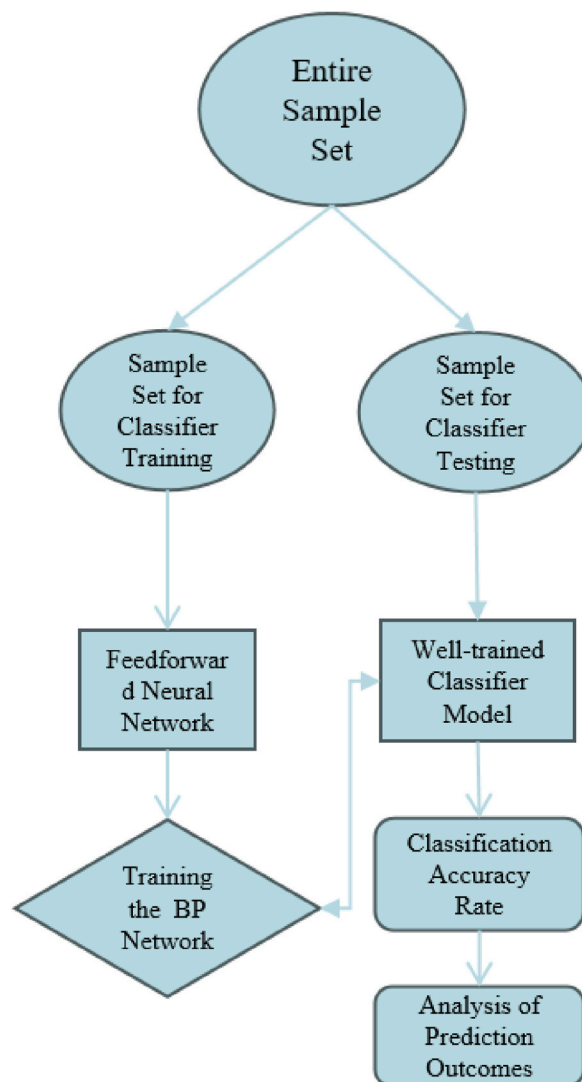 Entire
Sample
Set
Sample
Set for
Classifier
Training
Sample
Set for
Classifier
Testing
Feedforwar
d Neural
Network
Well-trained
Classifier
Model
Training
the BP
Network
Classification
Accuracy
Rate
Analysis of
Prediction
Outcomes